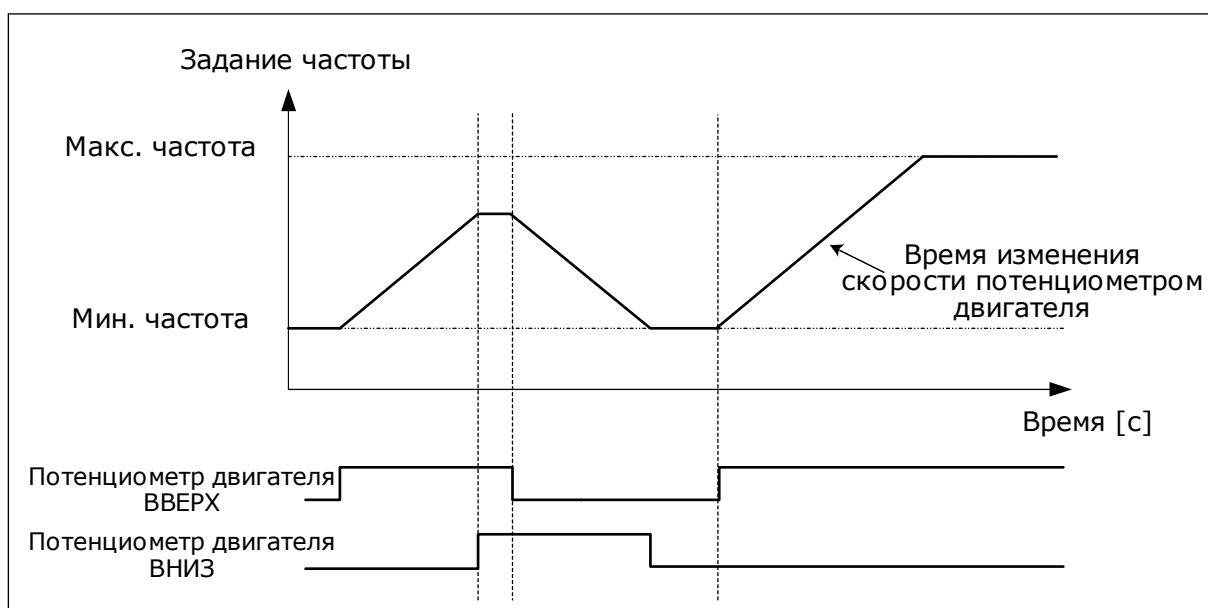 Задание частоты
Макс. частота
Время изменения
скорости потенциометром
двигателя
Мин. частота
Время [с]
Потенциометр двигателя
ВВЕРХ
Потенциометр двигателя
ВНИЗ